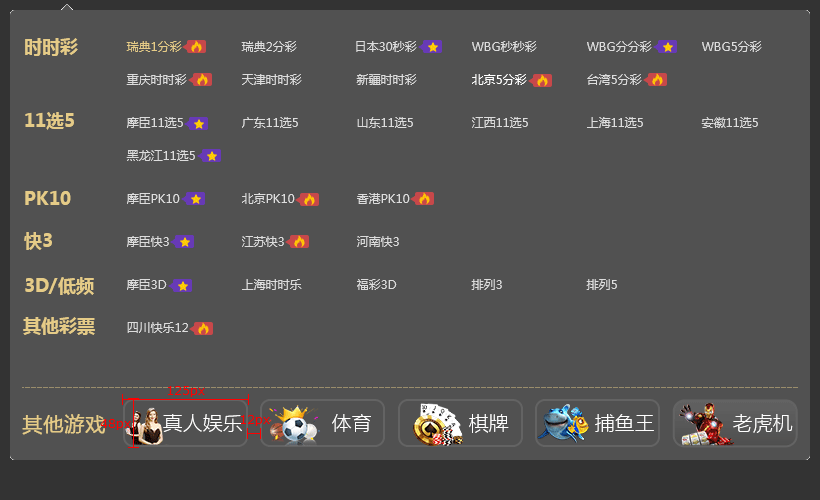 时时彩 瑞典1分彩 瑞典2分彩 日本30秒彩 WBG秒秒彩 WBG分分彩 WBG5分彩
重庆时时彩 天津时时彩 新疆时时彩 北京5分彩 台湾5分彩
11选5 摩臣11选5 广东11选5 山东11选5 江西11选5 上海11选5 安徽11选5
黑龙江11选5
PK10 摩臣PK10 北京PK10 香港PK10
快3 摩臣快3 江苏快3 河南快3
3D/低频 摩臣3D 上海时时乐 福彩3D 排列3 排列5
其他彩票 四川快乐12
其他游戏 真人娱乐 体育 棋牌 捕鱼王 老虎机